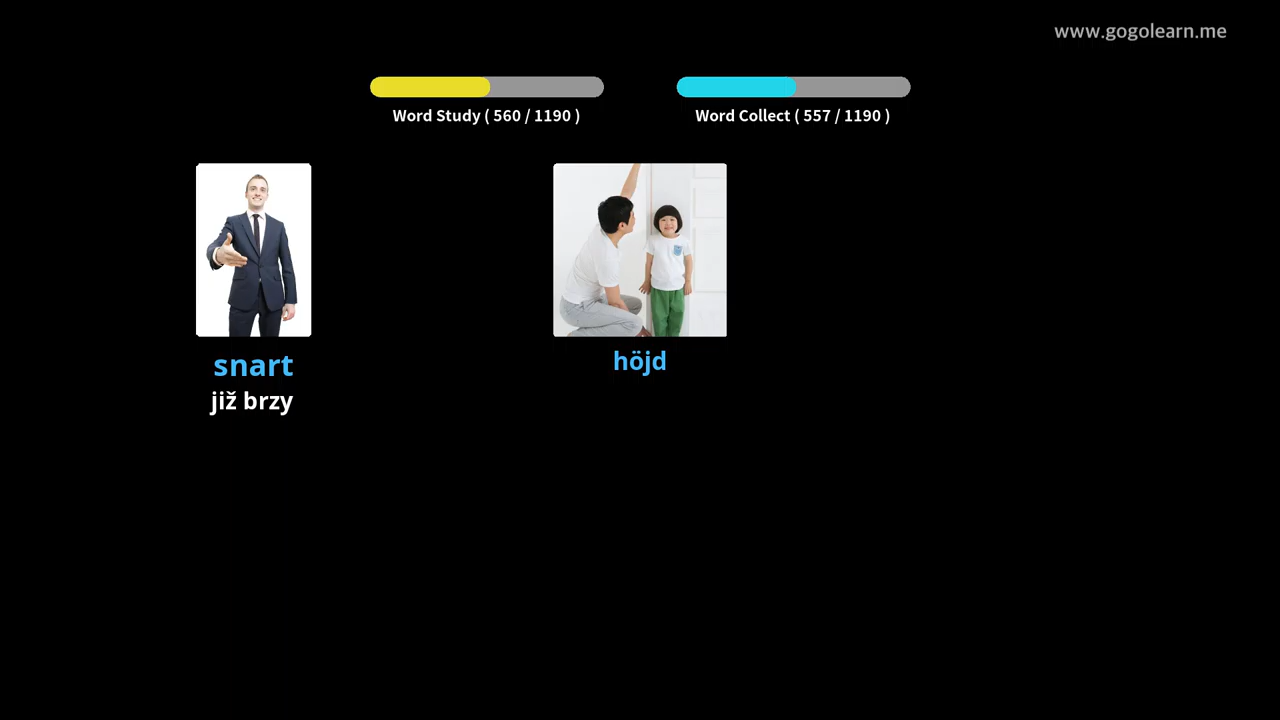 www.gogolearn.me
Word Study ( 560 / 1190 )
Word Collect ( 557 / 1190 )
snart
již brzy
höjd